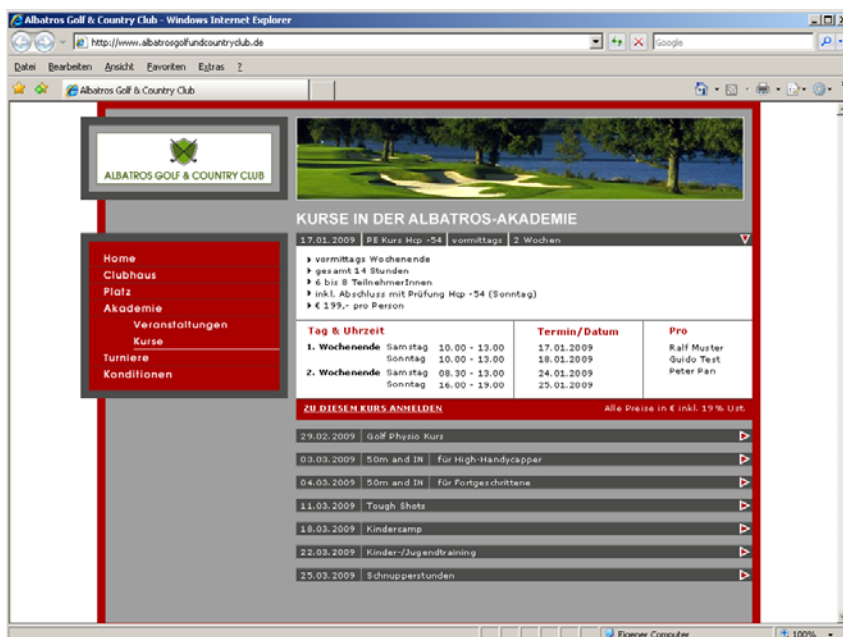 Albatros Golf & Country Club - Windows Internet Explorer
http://www.albatrosgolfundcountryclub.de
Google
Datei Bearbeiten Ansicht Favoriten Extras ?
Albatros Golf & Country Club
ALBATROS GOLF & COUNTRY CLUB
Home
Clubhaus
Platz
Akademie
Veranstaltungen
Kurse
Turniere
Konditionen
KURSE IN DER ALBATROS-AKADEMIE
17.01.2009 PE Kurs Hcp -54 vormittags 2 Wochen
vormittags Wochenende
gesamt 14 Stunden
6 bis 8 TeilnehmerInnen
inkl. Abschluss mit Prüfung Hcp -54 (Sonntag)
€ 199,- pro Person
Tag & Uhrzeit Termin/Datum Pro
1. Wochenende Samstag 10.00 - 13.00 17.01.2009 Ralf Muster
Sonntag 10.00 - 13.00 18.01.2009 Guido Test
2. Wochenende Samstag 08.30 - 13.00 24.01.2009 Peter Pan
Sonntag 16.00 - 19.00 25.01.2009
ZU DIESEM KURS ANMELDEN Alle Preise in € inkl. 19% Ust.
29.02.2009 Golf Physio Kurs
03.03.2009 50m and IN für High-Handycapper
04.03.2009 50m and IN für Fortgeschrittene
11.03.2009 Tough Shots
18.03.2009 Kindercamp
22.03.2009 Kinder-/Jugendtraining
25.03.2009 Schnupperstunden
Eigener Computer 100%